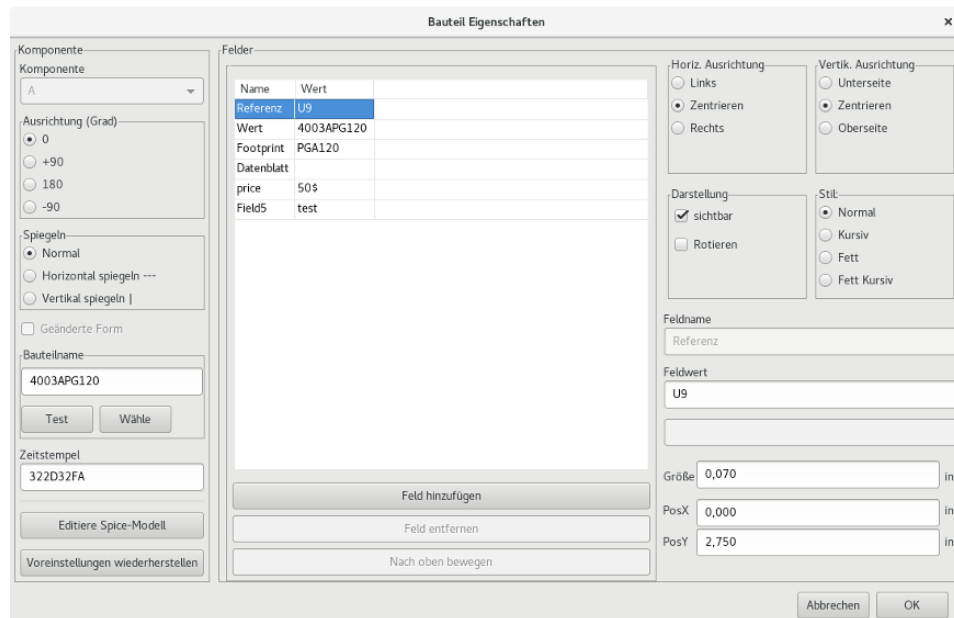 Bauteil Eigenschaften
×
Komponente
Komponente
A
Ausrichtung (Grad)
0
+90
180
-90
Spiegeln
Normal
Horizontal spiegeln ---
Vertikal spiegeln |
Geänderte Form
Bauteilname
4003APG120
Test Wähle
Zeitstempel
322D32FA
Editiere Spice-Modell
Voreinstellungen wiederherstellen
Felder
Name Wert
Referenz U9
Wert 4003APG120
Footprint PGA120
Datenblatt
price 50$
Field5 test
Feld hinzufügen
Feld entfernen
Nach oben bewegen
Horiz. Ausrichtung
Links
Zentrieren
Rechts
Vertik. Ausrichtung
Unterseite
Zentrieren
Oberseite
Darstellung
sichtbar
Rotieren
Stil:
Normal
Kursiv
Fett
Fett Kursiv
Feldname
Referenz
Feldwert
U9
Größe 0,070 in
PosX 0,000 in
PosY 2,750 in
Abbrechen OK